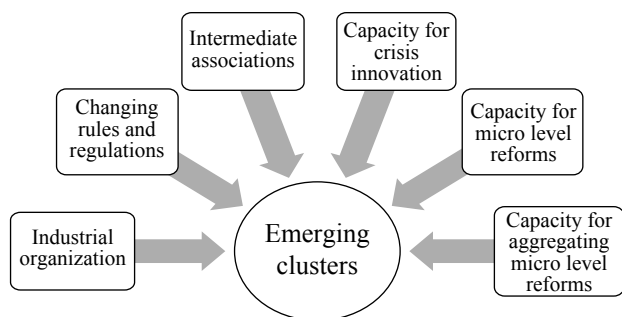 Intermediate
associations
Capacity for
crisis
innovation
Changing
rules and
regulations
Capacity for
micro level
reforms
Industrial
organization
Emerging
clusters
Capacity for
aggregating
micro level
reforms